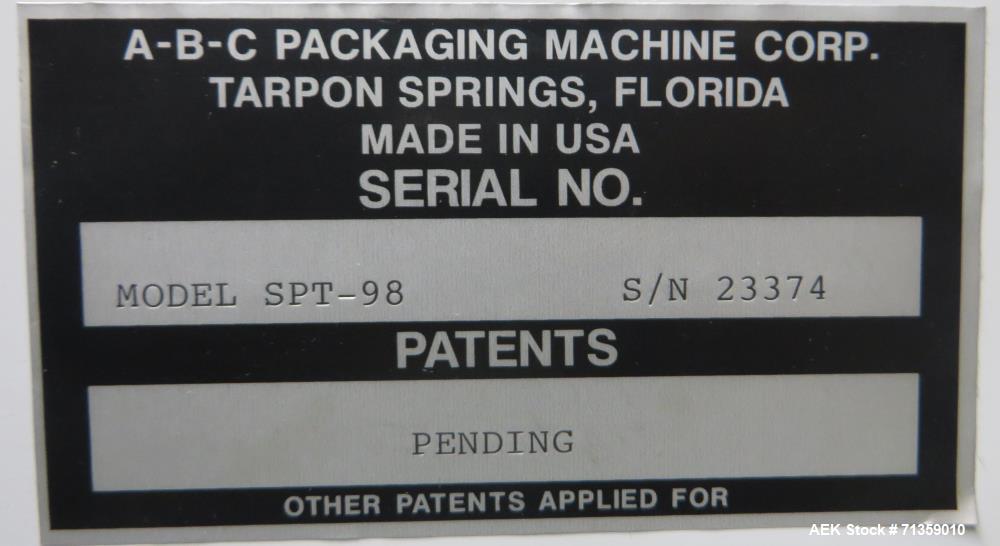 A-B-C PACKAGING MACHINE CORP.
TARPON SPRINGS, FLORIDA
MADE IN USA
SERIAL NO.
MODEL SPT-98 S/N 23374
PATENTS
PENDING
OTHER PATENTS APPLIED FOR
AEK Stock # 71359010